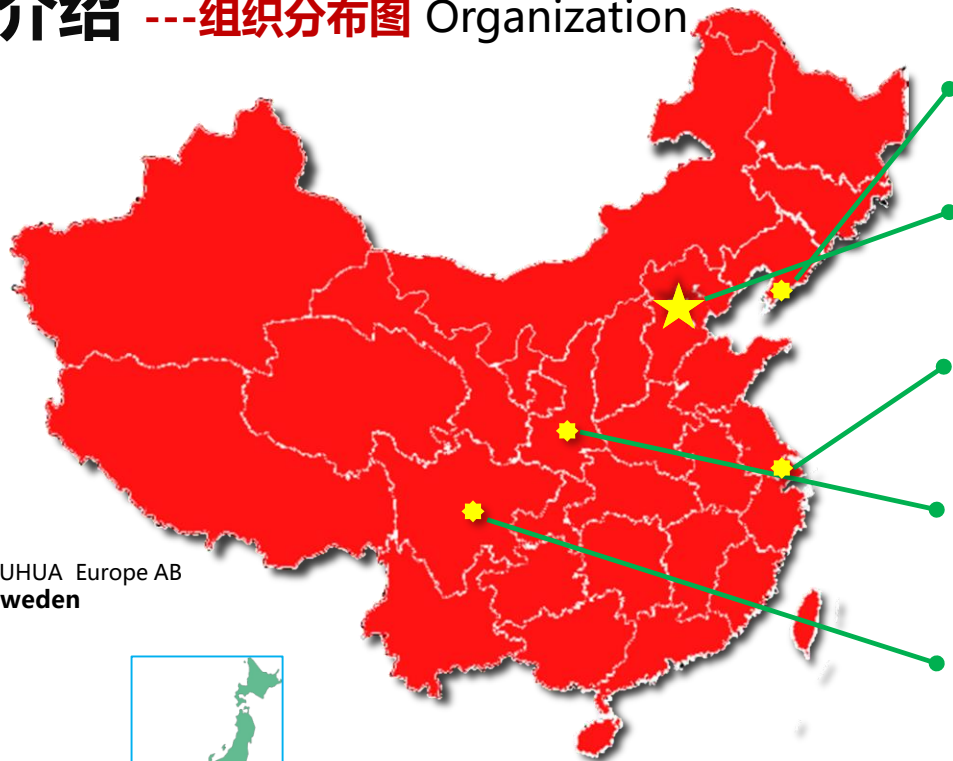 介绍 ---组织分布图 Organization
UHUA Europe AB
weden